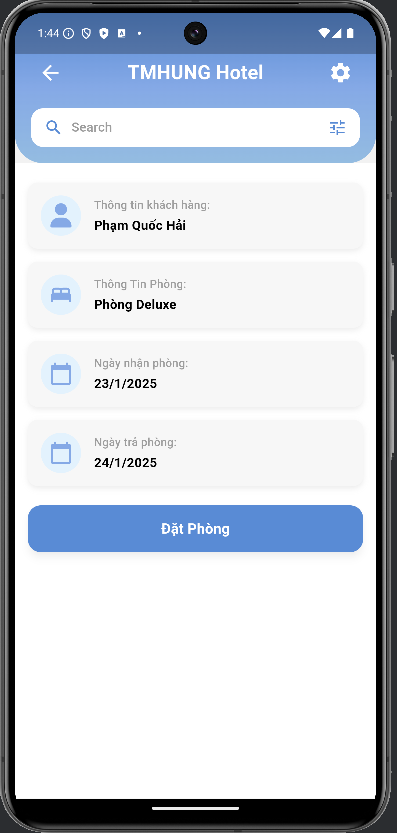 1:44
TMHUNG Hotel
Search
Thông tin khách hàng:
Phạm Quốc Hải
Thông Tin Phòng:
Phòng Deluxe
Ngày nhận phòng:
23/1/2025
Ngày trả phòng:
24/1/2025
Đặt Phòng